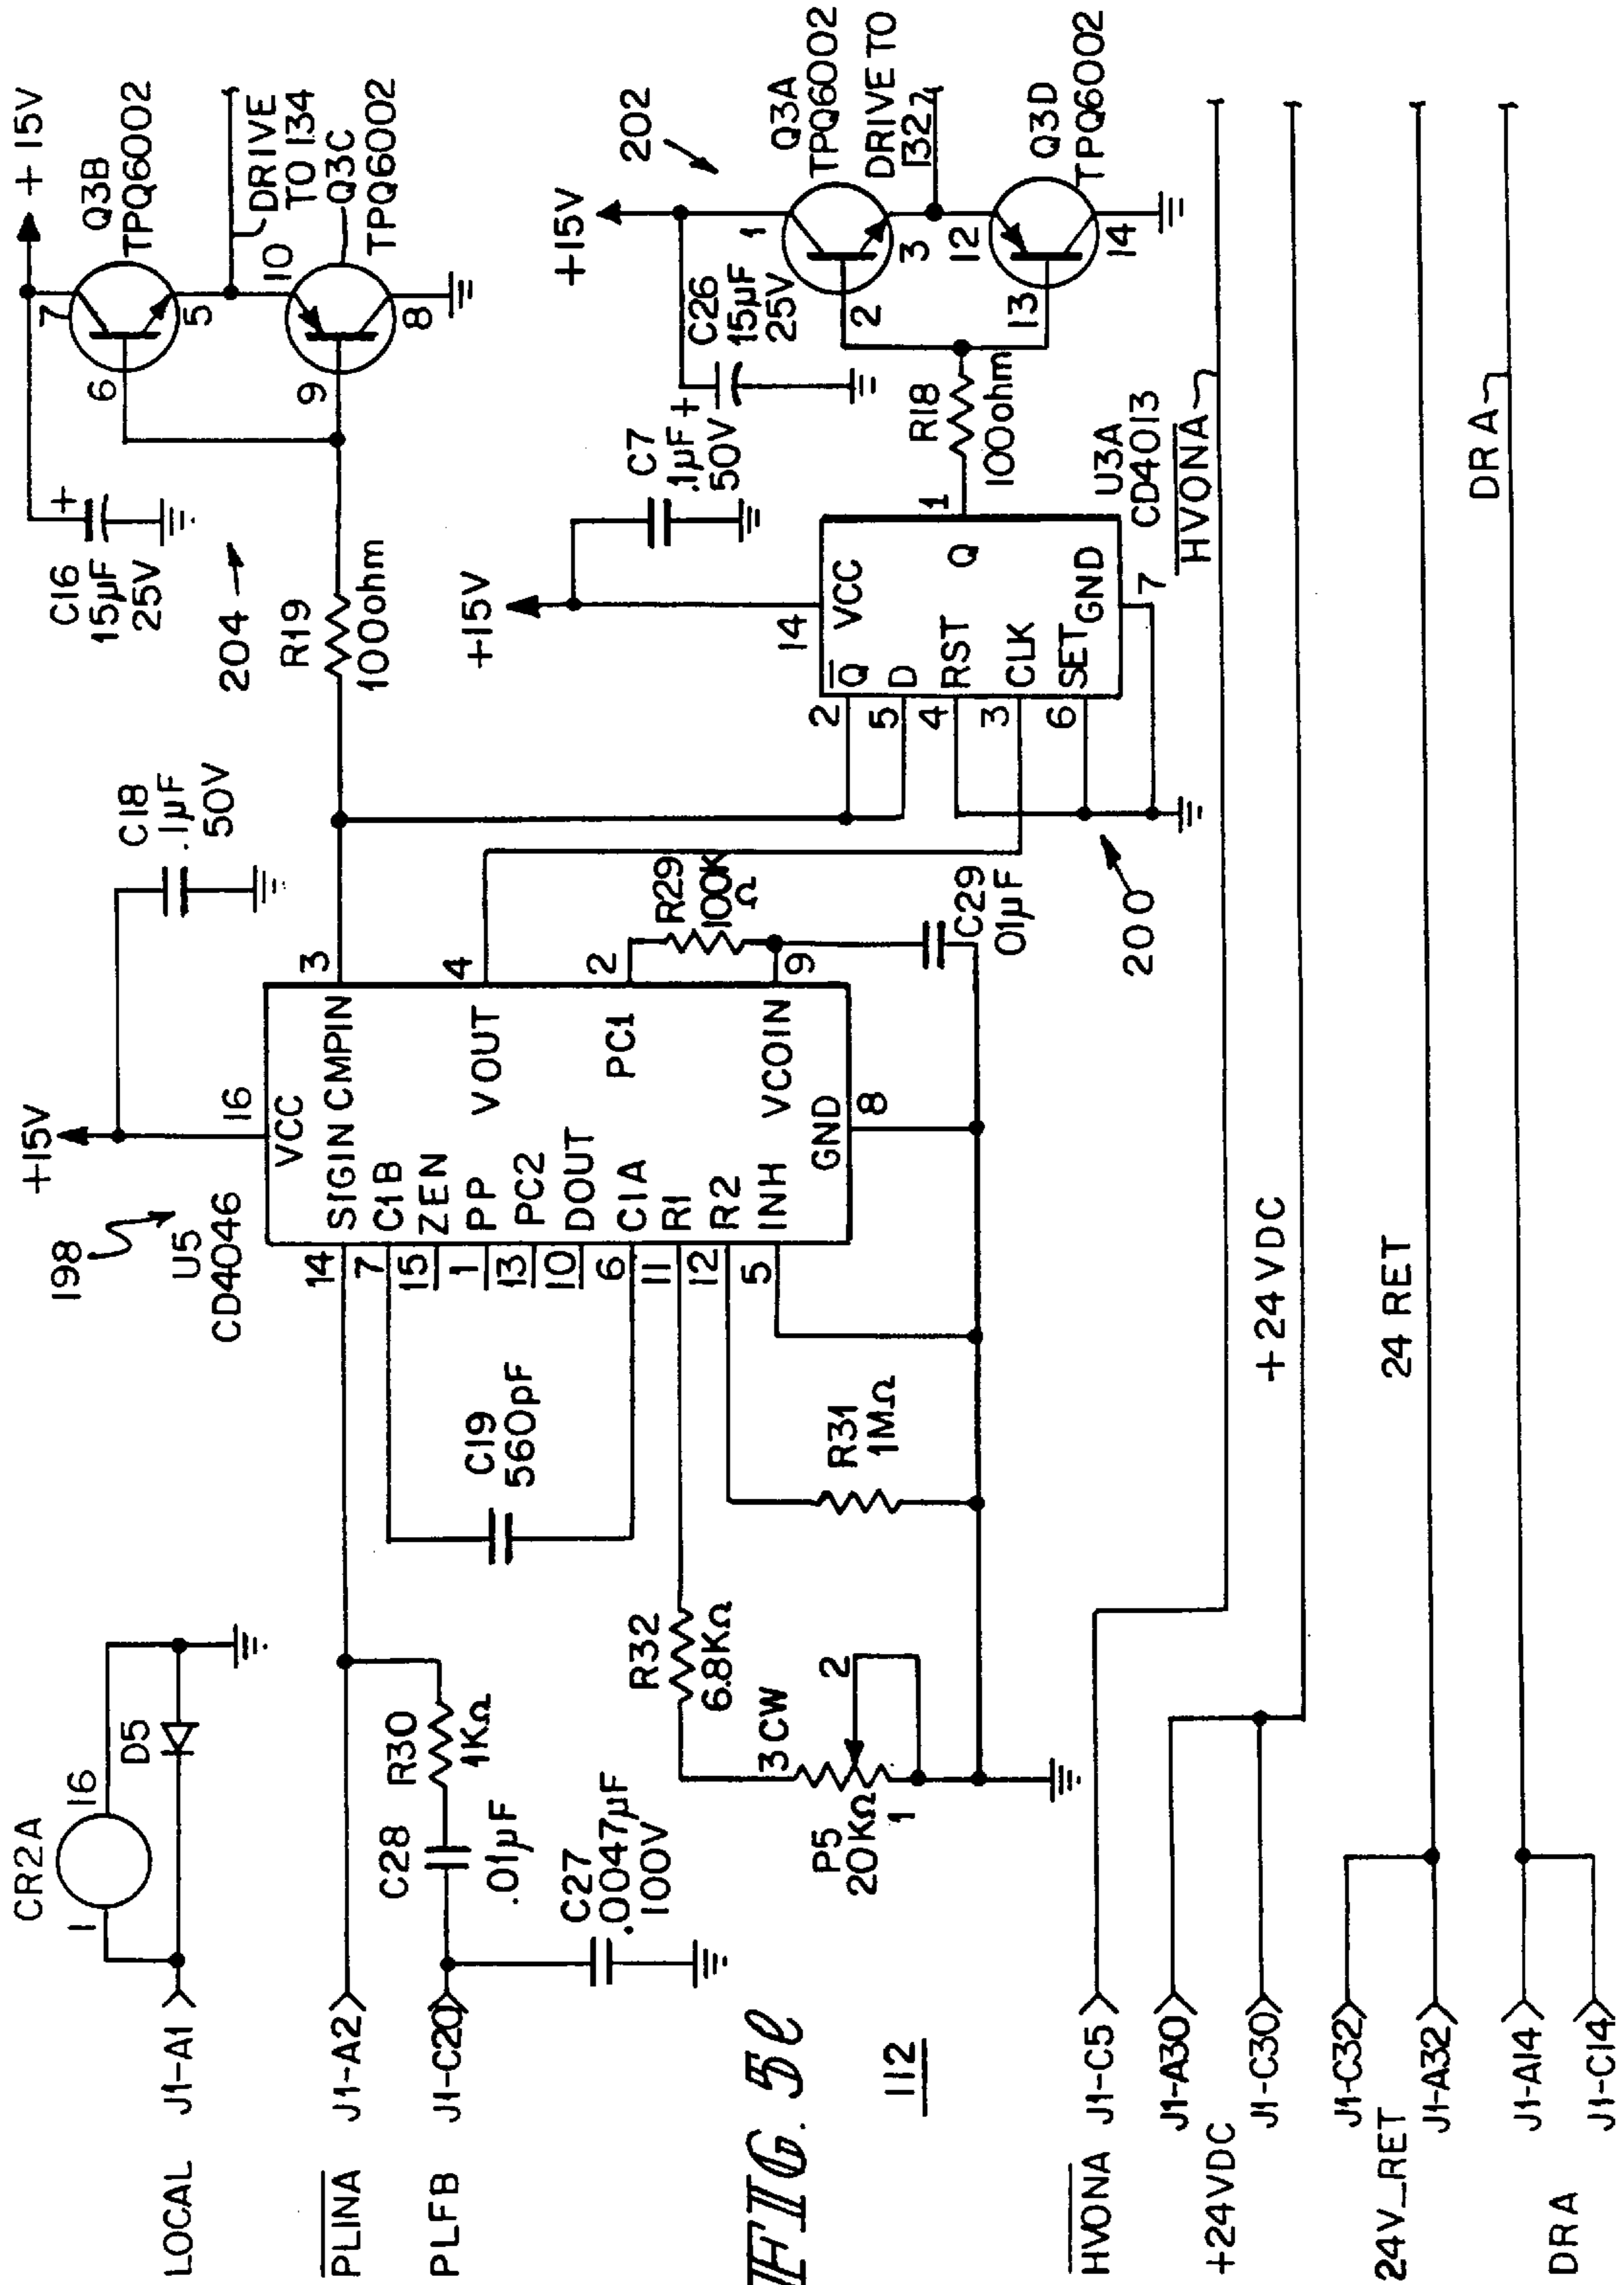 CR2A
1
16
D5
LOCAL J1-A1
PLINA J1-A2
PLFB J1-C20
C28
.01µF
R30
1KΩ
C27
.0047µF
100V
FIG. 5l
112
198
U5
CD4046
+15V
16
VCC
14
SIGIN
CMPIN
3
7
C1B
15
ZEN
1
PP
VOUT
4
13
PC2
10
DOUT
PC1
2
6
C1A
11
R1
12
R2
VCOIN
9
5
INH
GND
8
C19
560pF
R32
6.8KΩ
R31
1MΩ
3
CW
2
P5
20KΩ
1
C18
.1µF
50V
R29
100K
Ω
C29
01µF
200
204
R19
100ohm
C16
15µF
25V
+
+15V
7
Q3B
TPQ6002
6
5
DRIVE
TO 134
10
Q3C
TPQ6002
9
8
+15V
C7
.1µF
50V
14
VCC
2
Q
5
D
4
RST
Q
1
3
CLK
6
SET
GND
7
U3A
CD4013
R18
100ohm
+15V
C26
15µF
25V
+
202
1
Q3A
TPQ6002
2
3
DRIVE TO
132
12
Q3D
TPQ6002
13
14
HVONA
HVONA J1-C5
+24VDC
J1-A30
J1-C30
+24VDC
24V_RET
J1-C32
J1-A32
24 RET
DRA
J1-A14
J1-C14
DRA